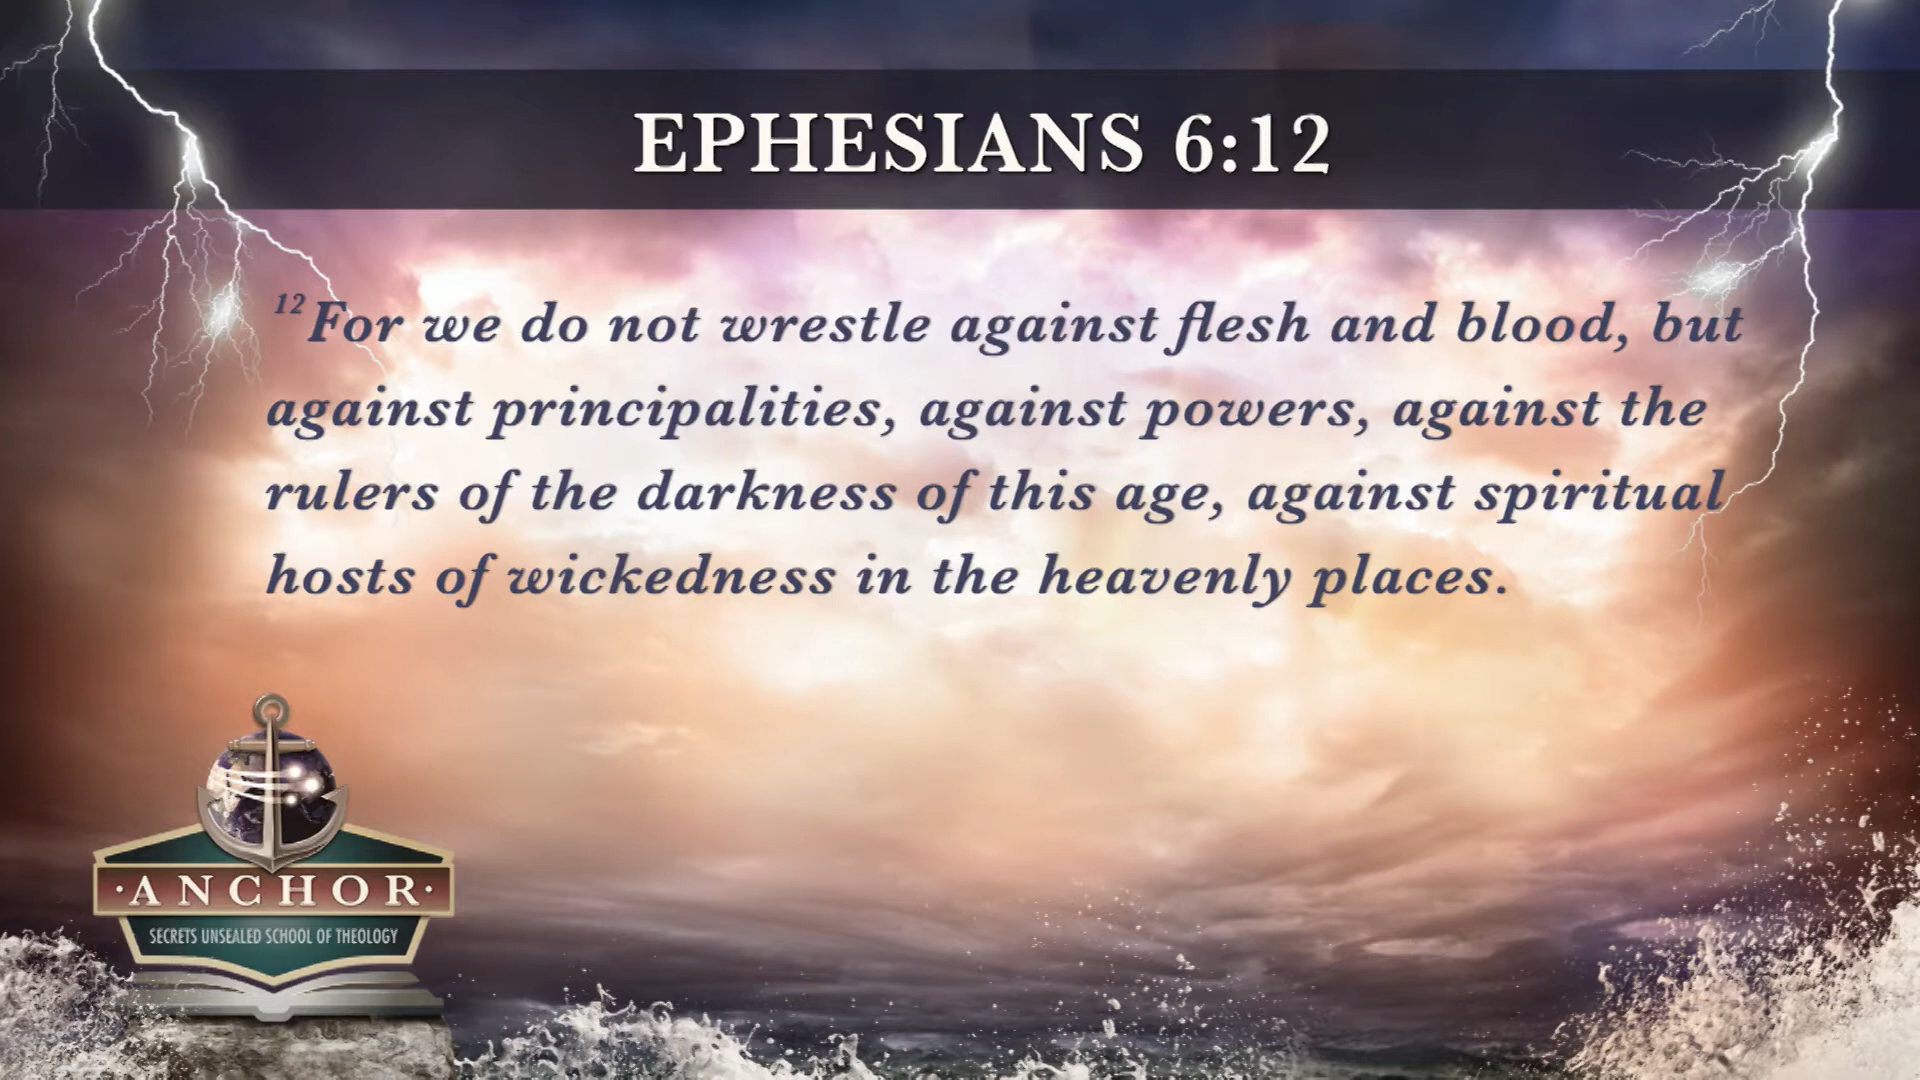 EPHESIANS 6:12
12 For we do not wrestle against flesh and blood, but
against principalities, against powers, against the
rulers of the darkness of this age, against spiritual
hosts of wickedness in the heavenly places.
·ANCHOR·
SECRETS UNSEALED SCHOOL OF THEOLOGY